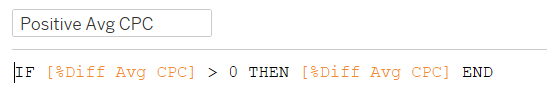 Positive Avg CPC
IF [%Diff Avg CPC] > 0 THEN [%Diff Avg CPC] END